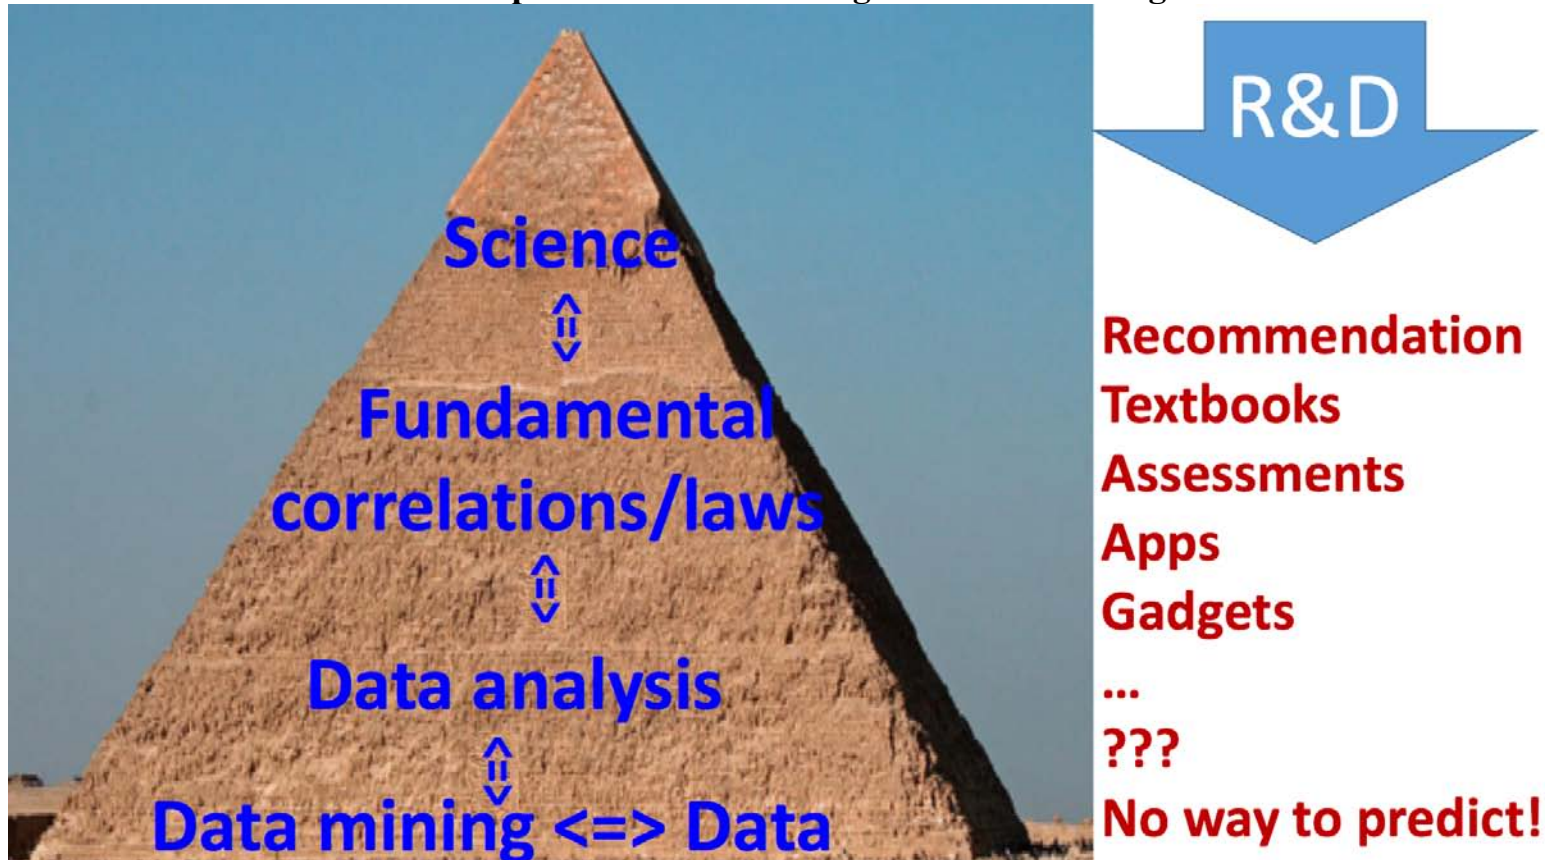 Science
<=>
Fundamental
correlations/laws
<=>
Data analysis
<=>
Data mining <=> Data
R&D
Recommendation
Textbooks
Assessments
Apps
Gadgets
...
???
No way to predict!